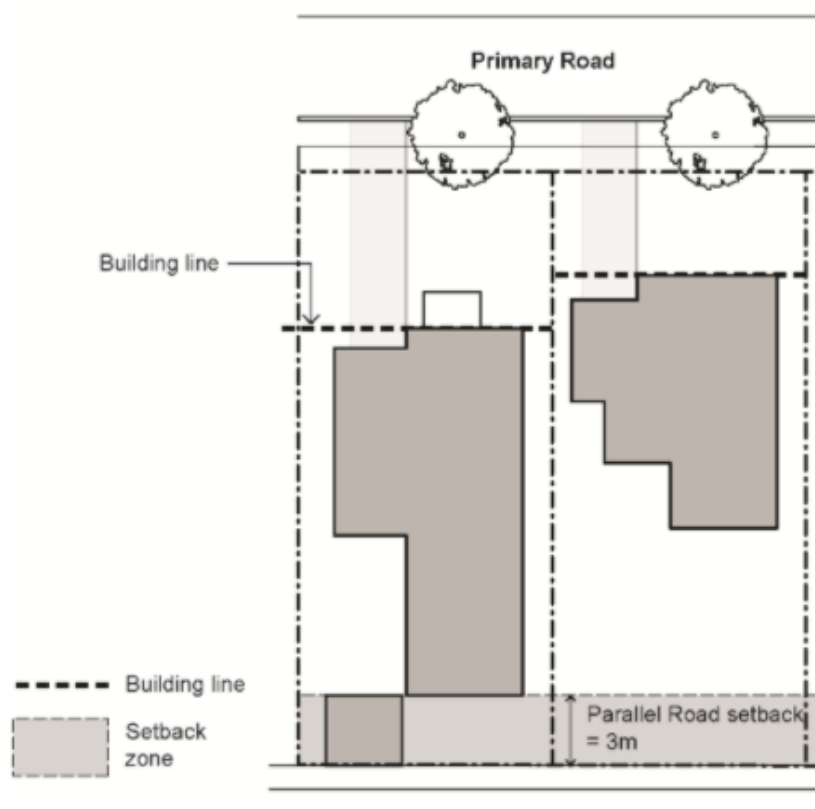 Primary Road
Building line
Building line
Setback
zone
Parallel Road setback
= 3m